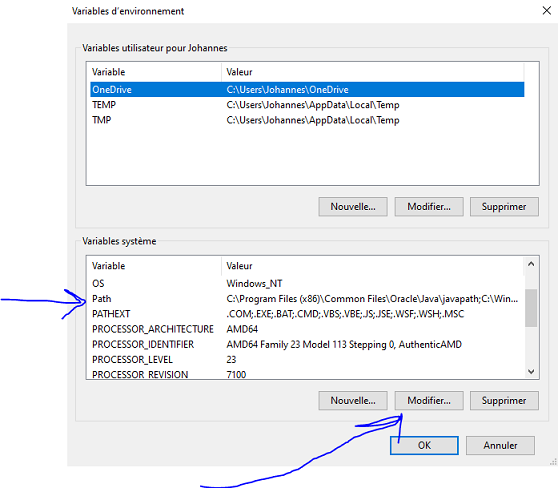 Variables d'environnement
Variables utilisateur pour Johannes
Variable Valeur
OneDrive C:\Users\Johannes\OneDrive
TEMP C:\Users\Johannes\AppData\Local\Temp
TMP C:\Users\Johannes\AppData\Local\Temp
Nouvelle... Modifier... Supprimer
Variables système
Variable Valeur
OS Windows_NT
Path C:\Program Files (x86)\Common Files\Oracle\Java\javapath;C:\Win...
PATHEXT .COM;.EXE;.BAT;.CMD;.VBS;.VBE;.JS;.JSE;.WSF;.WSH;.MSC
PROCESSOR_ARCHITECTURE AMD64
PROCESSOR_IDENTIFIER AMD64 Family 23 Model 113 Stepping 0, AuthenticAMD
PROCESSOR_LEVEL 23
PROCESSOR_REVISION 7100
Nouvelle... Modifier... Supprimer
OK Annuler